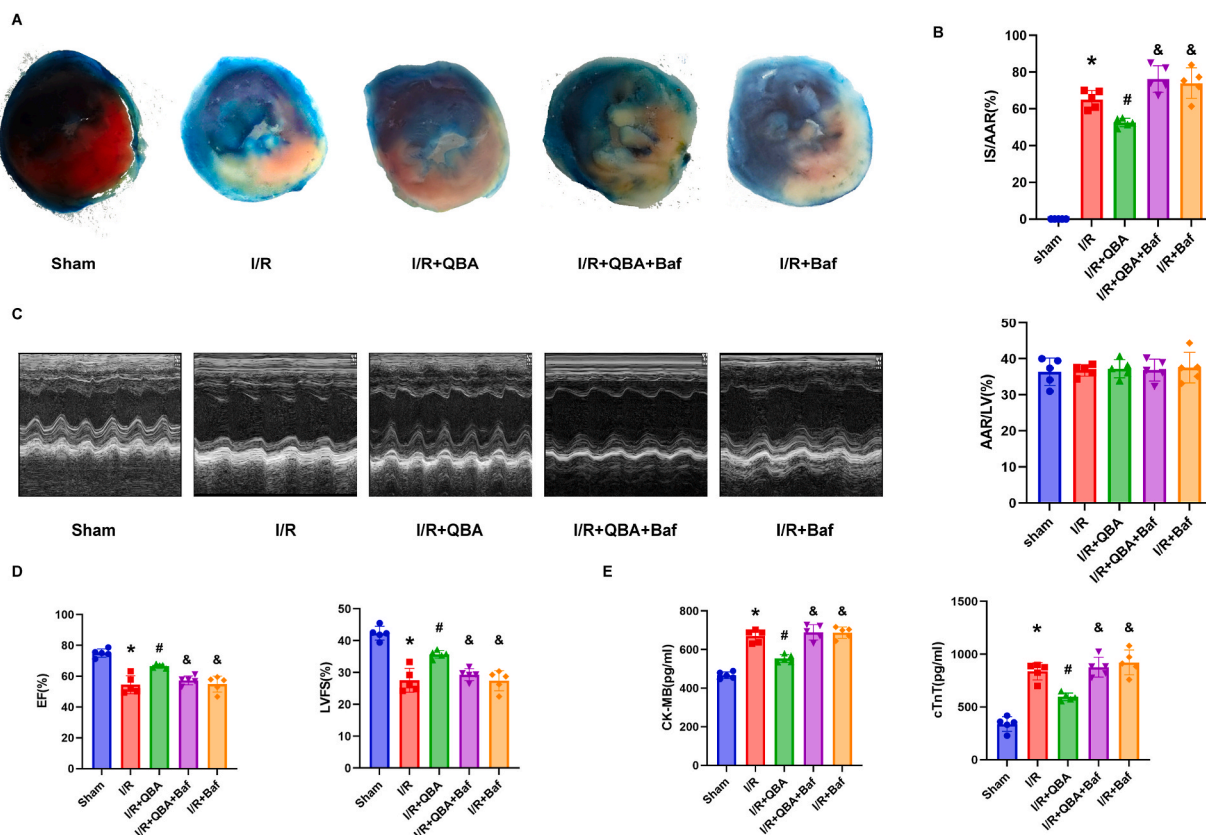 A
Sham
I/R
I/R+QBA
I/R+QBA+Baf
I/R+Baf
B
IS/AAR(%)
100
80
60
40
20
0
*
#
&
&
sham
I/R
I/R+QBA
I/R+QBA+Baf
I/R+Baf
AAR/LV(%)
50
40
30
20
10
0
sham
I/R
I/R+QBA
I/R+QBA+Baf
I/R+Baf
C
Sham
I/R
I/R+QBA
I/R+QBA+Baf
I/R+Baf
D
EF(%)
100
80
60
40
20
0
*
#
&
&
Sham
I/R
I/R+QBA
I/R+QBA+Baf
I/R+Baf
LVFS(%)
50
40
30
20
10
0
*
#
&
&
Sham
I/R
I/R+QBA
I/R+QBA+Baf
I/R+Baf
E
CK-MB(pg/ml)
800
600
400
200
0
*
#
&
&
Sham
I/R
I/R+QBA
I/R+QBA+Baf
I/R+Baf
cTnT(pg/ml)
1500
1000
500
0
*
#
&
&
Sham
I/R
I/R+QBA
I/R+QBA+Baf
I/R+Baf